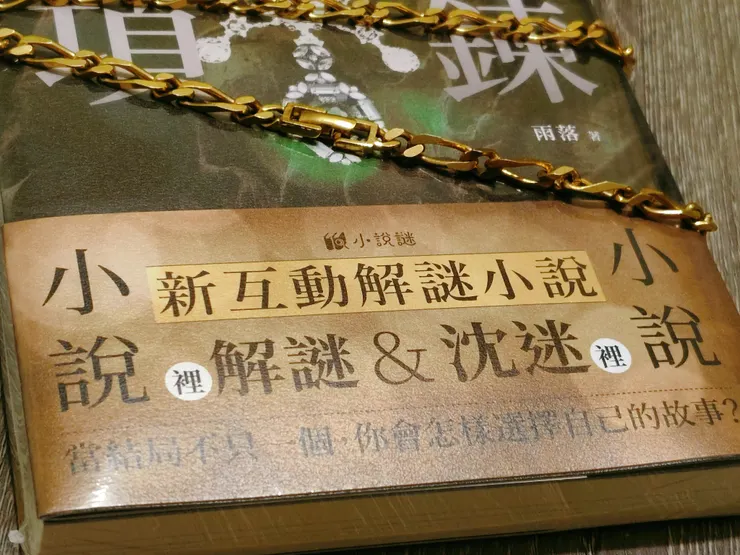 項鍊
雨落 著
小說謎
新互動解謎小說
小說裡解謎&沈迷裡小說
當結局不只一個，你會怎樣選擇自己的故事？